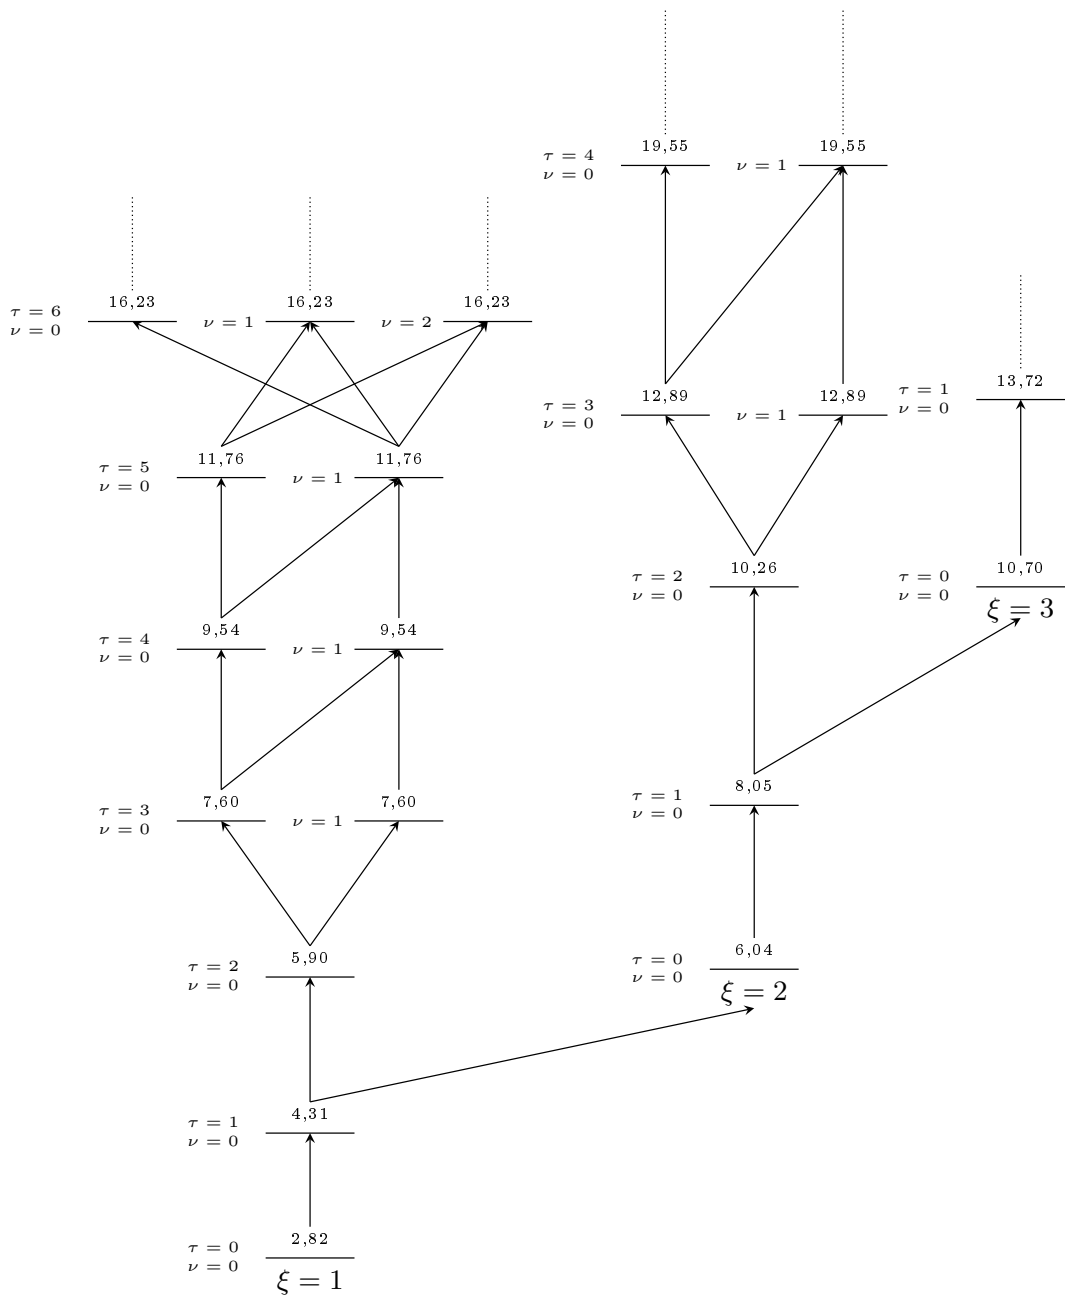 τ = 4
ν = 0
19,55
ν = 1
19,55
τ = 6
ν = 0
16,23
ν = 1
16,23
ν = 2
16,23
τ = 3
ν = 0
12,89
ν = 1
12,89
τ = 1
ν = 0
13,72
τ = 5
ν = 0
11,76
ν = 1
11,76
τ = 2
ν = 0
10,26
τ = 0
ν = 0
10,70
ξ = 3
τ = 4
ν = 0
9,54
ν = 1
9,54
τ = 3
ν = 0
7,60
ν = 1
7,60
τ = 1
ν = 0
8,05
τ = 2
ν = 0
5,90
τ = 0
ν = 0
6,04
ξ = 2
τ = 1
ν = 0
4,31
τ = 0
ν = 0
2,82
ξ = 1